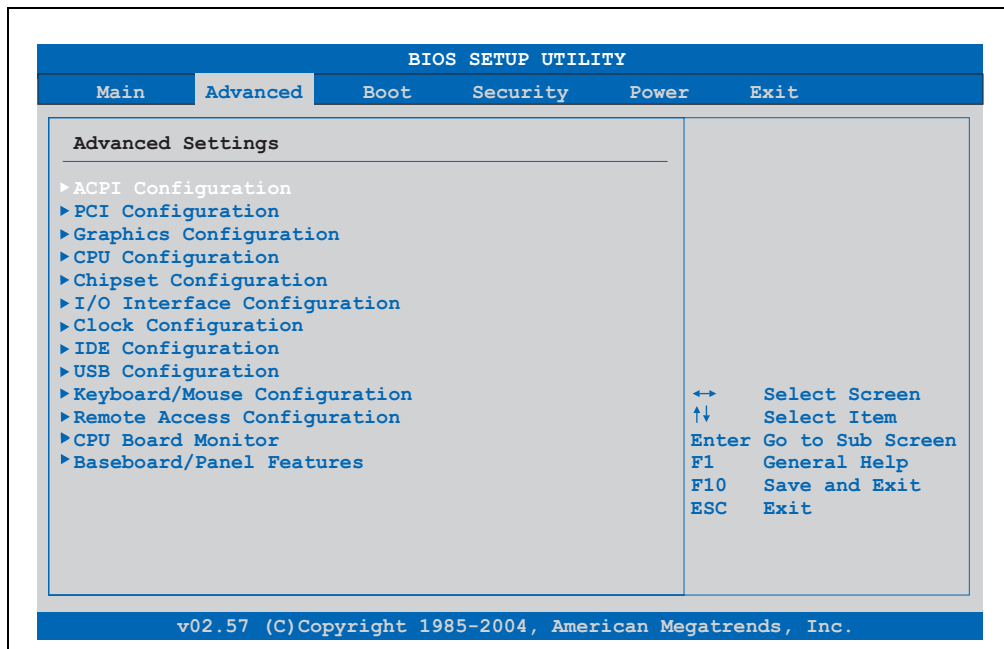 BIOS SETUP UTILITY
Main Advanced Boot Security Power Exit
Advanced Settings
ACPI Configuration
PCI Configuration
Graphics Configuration
CPU Configuration
Chipset Configuration
I/O Interface Configuration
Clock Configuration
IDE Configuration
USB Configuration
Keyboard/Mouse Configuration
Remote Access Configuration
CPU Board Monitor
Baseboard/Panel Features
↔ Select Screen
↑↓ Select Item
Enter Go to Sub Screen
F1 General Help
F10 Save and Exit
ESC Exit
v02.57 (C)Copyright 1985-2004, American Megatrends, Inc.